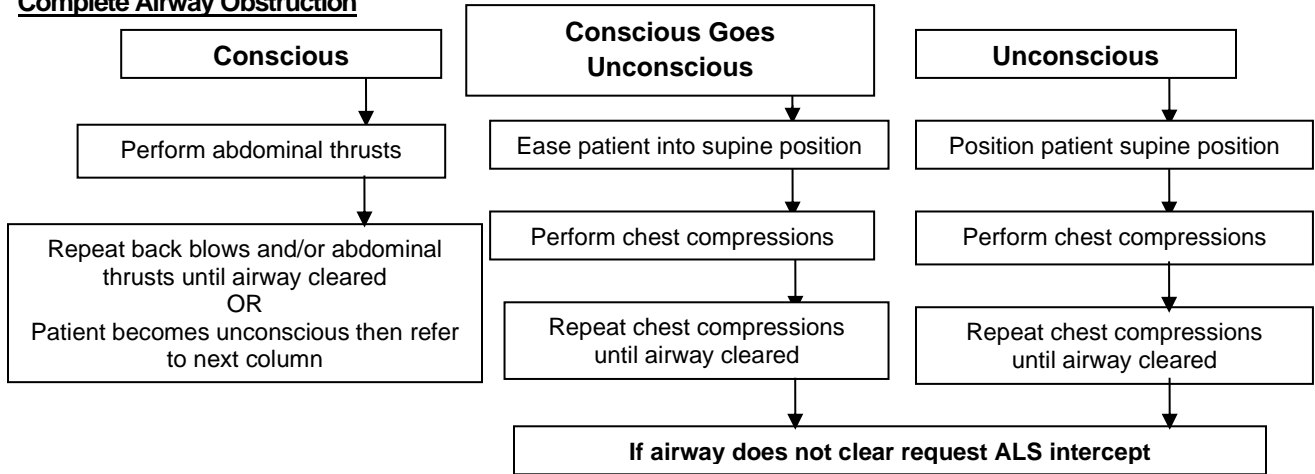 Complete Airway Obstruction
Conscious
Perform abdominal thrusts
Repeat back blows and/or abdominal
thrusts until airway cleared
OR
Patient becomes unconscious then refer
to next column
Conscious Goes
Unconscious
Ease patient into supine position
Perform chest compressions
Repeat chest compressions
until airway cleared
Unconscious
Position patient supine position
Perform chest compressions
Repeat chest compressions
until airway cleared
If airway does not clear request ALS intercept